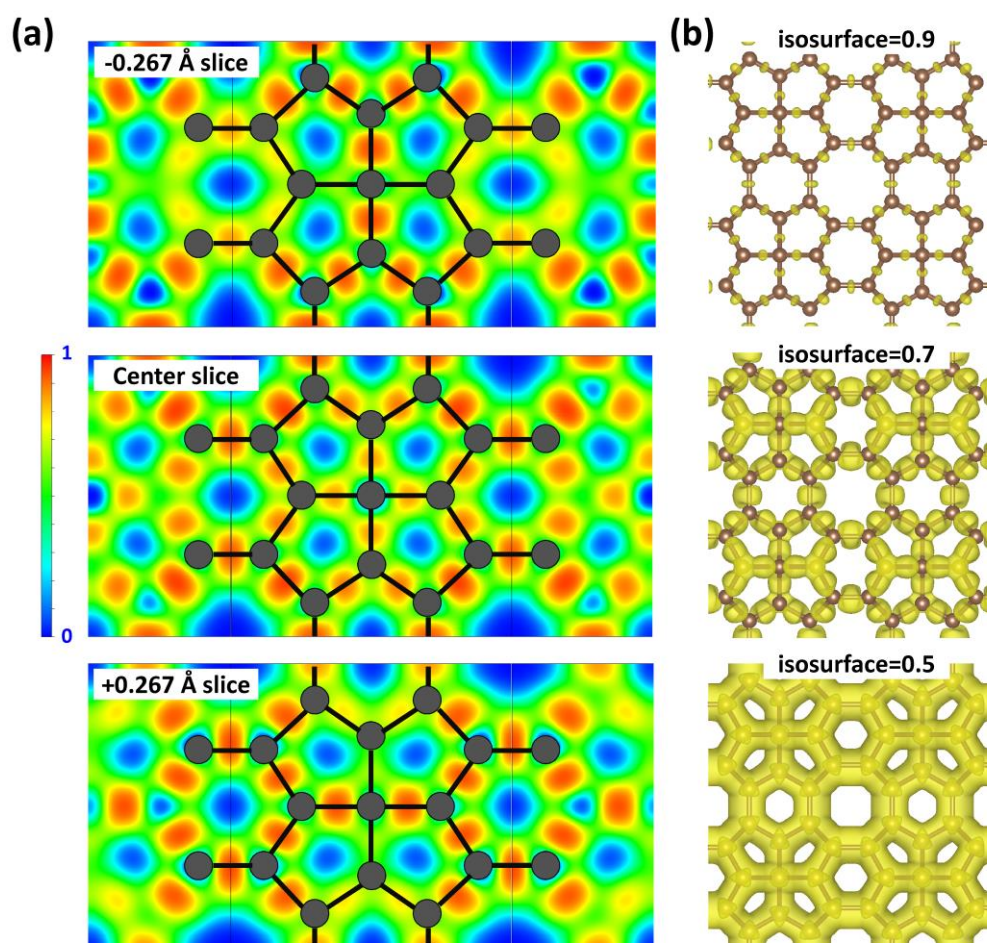 (a)
-0.267 Å slice
Center slice
1
0
+0.267 Å slice
(b)
isosurface=0.9
isosurface=0.7
isosurface=0.5